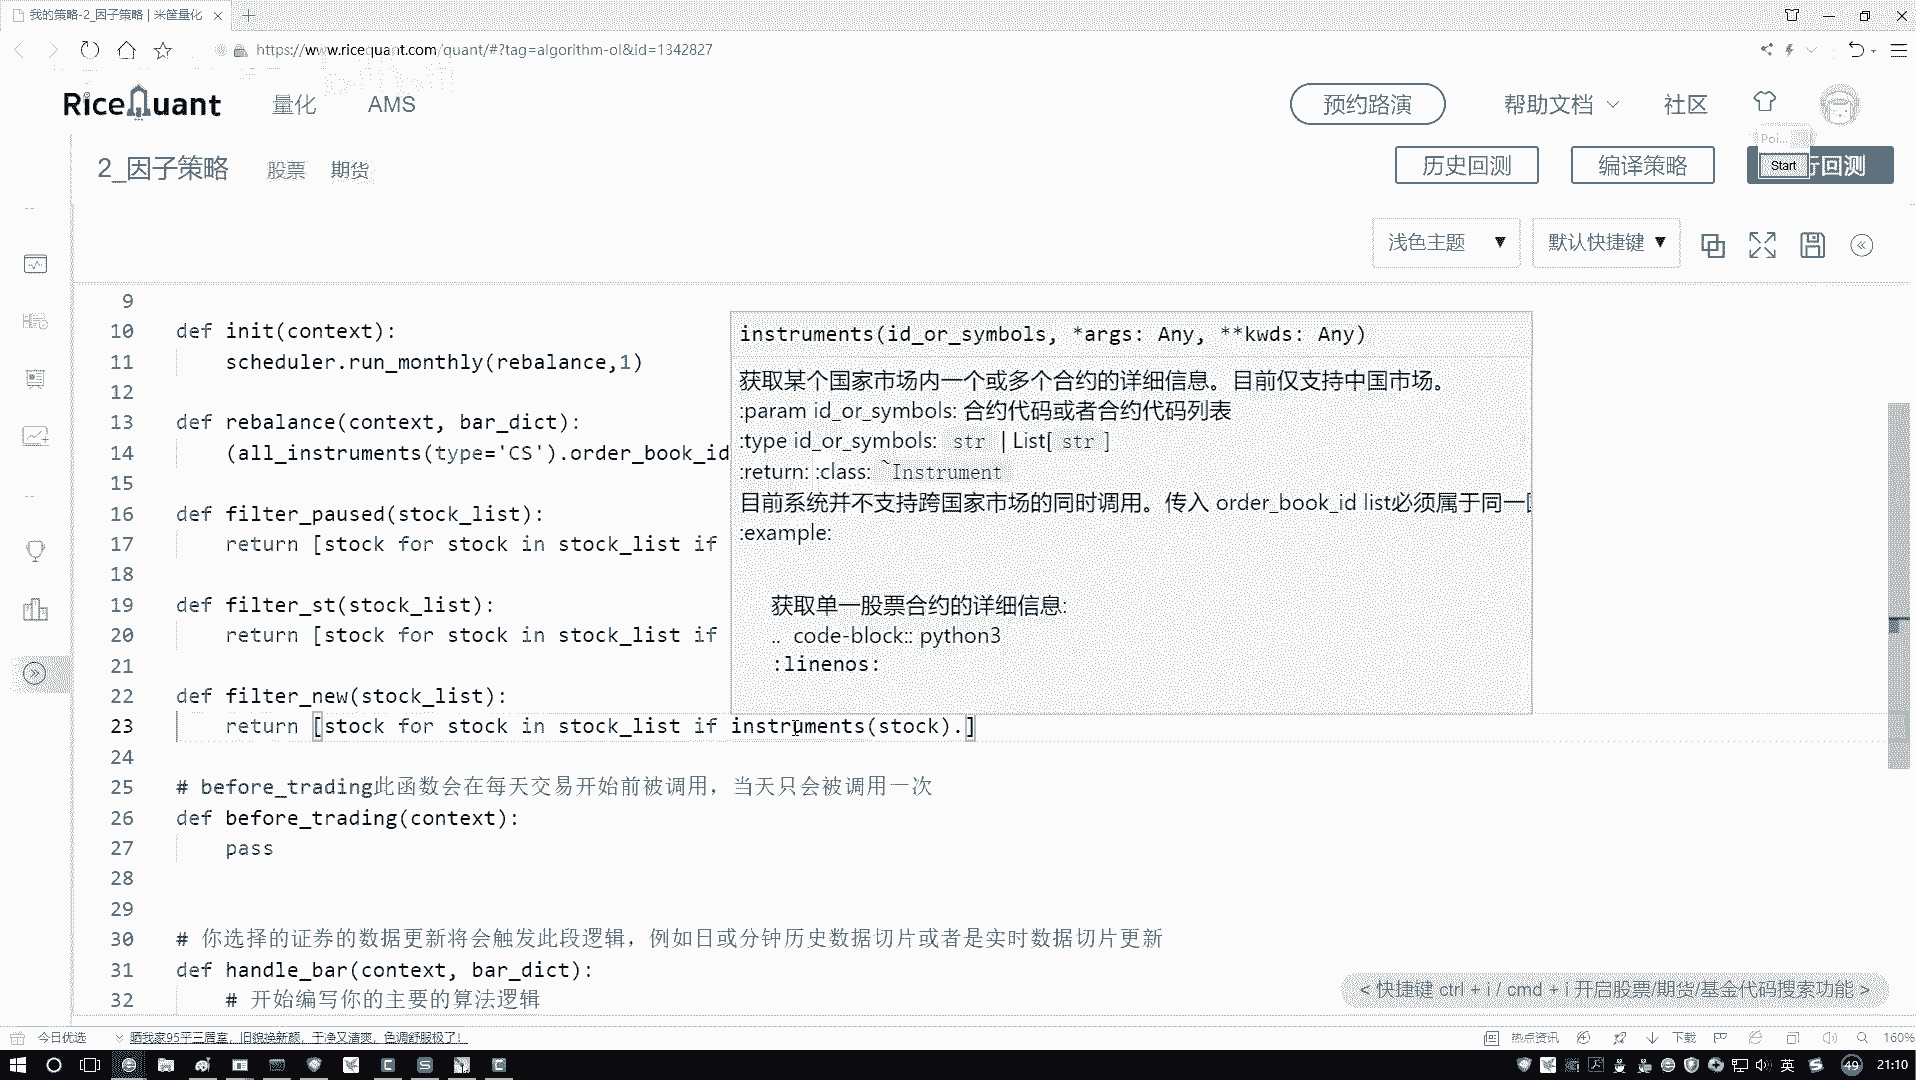 我的策略-2_因子策略 | 米筐量化
https://www.ricequant.com/quant/#?tag=algorithm-ol&id=1342827
RiceQuant 量化 AMS 预约路演 帮助文档 社区
Poi...
2_因子策略 股票 期货 历史回测 编译策略 Start 行回测
浅色主题 默认快捷键
9
10 def init(context):
11 scheduler.run_monthly(rebalance,1)
12
13 def rebalance(context, bar_dict):
14 (all_instruments(type='CS').order_book_id
15
16 def filter_paused(stock_list):
17 return [stock for stock in stock_list if
18
19 def filter_st(stock_list):
20 return [stock for stock in stock_list if
21
22 def filter_new(stock_list):
23 return [stock for stock in stock_list if instruments(stock).]
24
25 # before_trading此函数会在每天交易开始前被调用，当天只会被调用一次
26 def before_trading(context):
27 pass
28
29
30 # 你选择的证券的数据更新将会触发此段逻辑，例如日或分钟历史数据切片或者是实时数据切片更新
31 def handle_bar(context, bar_dict):
32 # 开始编写你的主要的算法逻辑
instruments(id_or_symbols, *args: Any, **kwds: Any)
获取某个国家市场内一个或多个合约的详细信息。目前仅支持中国市场。
:param id_or_symbols: 合约代码或者合约代码列表
:type id_or_symbols: str | List[ str ]
:return: :class: `Instrument
目前系统并不支持跨国家市场的同时调用。传入 order_book_id list必须属于同一
:example:
获取单一股票合约的详细信息:
.. code-block:: python3
:linenos:
< 快捷键 ctrl + i / cmd + i 开启股票/期货/基金代码搜索功能 >
今日优选 晒我家95平三居室，旧貌换新颜，干净又清爽，色调舒服极了！ 热点资讯 下载 160%
英 49 21:10